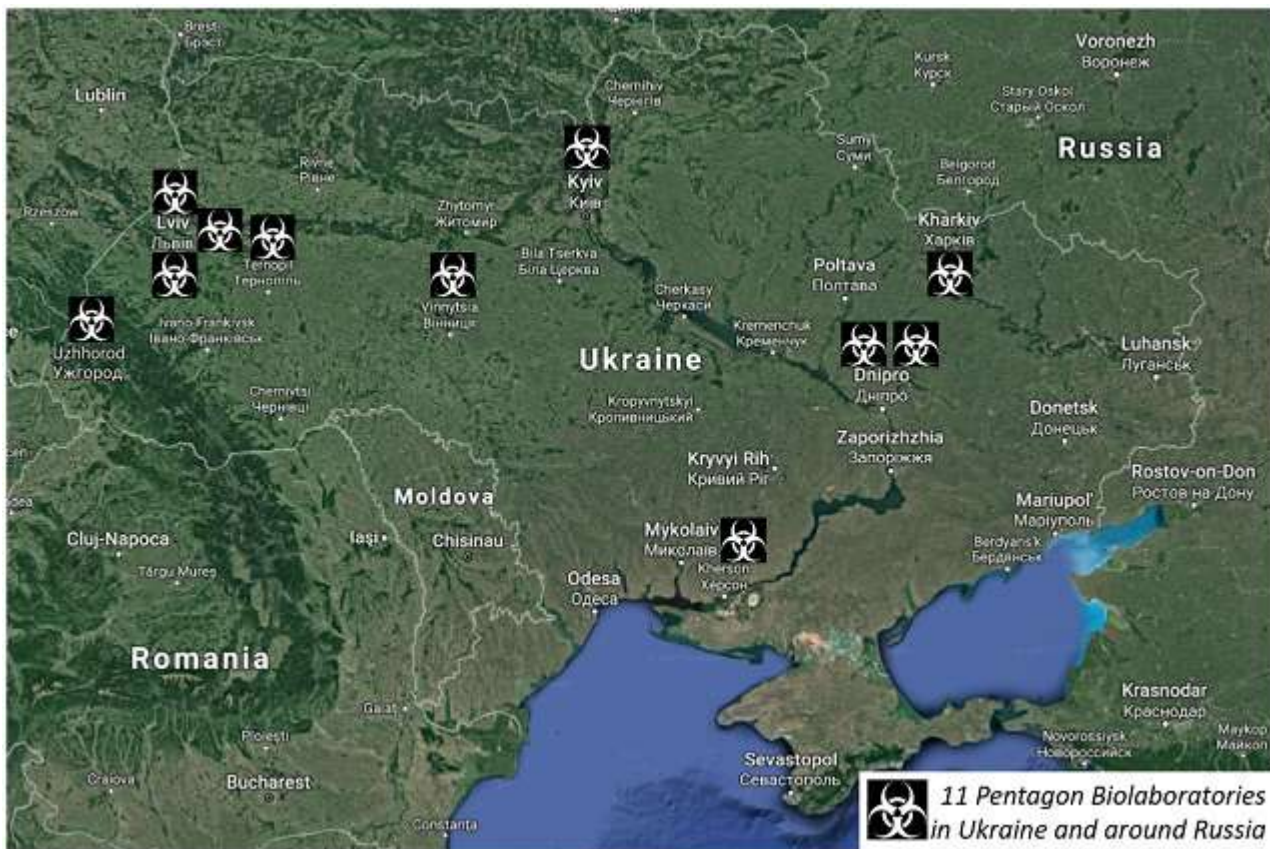 Brest
Брэст
Lublin
Chernihiv
Чернігів
Kursk
Курск
Voronezh
Воронеж
Stary Oskol
Старый Оскол
Russia
Rivne
Рівне
Kyiv
Київ
Sumy
Суми
Belgorod
Белгород
Rzeszow
Lviv
Львів
Zhytomyr
Житомир
Kharkiv
Харків
Ternopil
Тернопіль
Bila Tserkva
Біла Церква
Poltava
Полтава
Vinnytsia
Вінниця
Cherkasy
Черкаси
Uzhhorod
Ужгород
Ivano-Frankivsk
Івано-Франківськ
Kremenchuk
Кременчук
Ukraine
Luhansk
Луганськ
Dnipro
Дніпро
Chernivtsi
Чернівці
Kropyvnytskyi
Кропивницький
Donetsk
Донецьк
Zaporizhzhia
Запоріжжя
Kryvyi Rih
Кривий Ріг
Rostov-on-Don
Ростов-на-Дону
Moldova
Mariupol'
Маріуполь
Cluj-Napoca
Iași
Chisinau
Mykolaiv
Миколаїв
Berdyans'k
Бердянськ
Târgu Mureș
Kherson
Херсон
Odesa
Одеса
Romania
Krasnodar
Краснодар
Galați
Ploiești
Novorossiysk
Новороссийск
Maykop
Майкоп
Craiova
Bucharest
Sevastopol
Севастополь
Constanța
11 Pentagon Biolaboratories
in Ukraine and around Russia